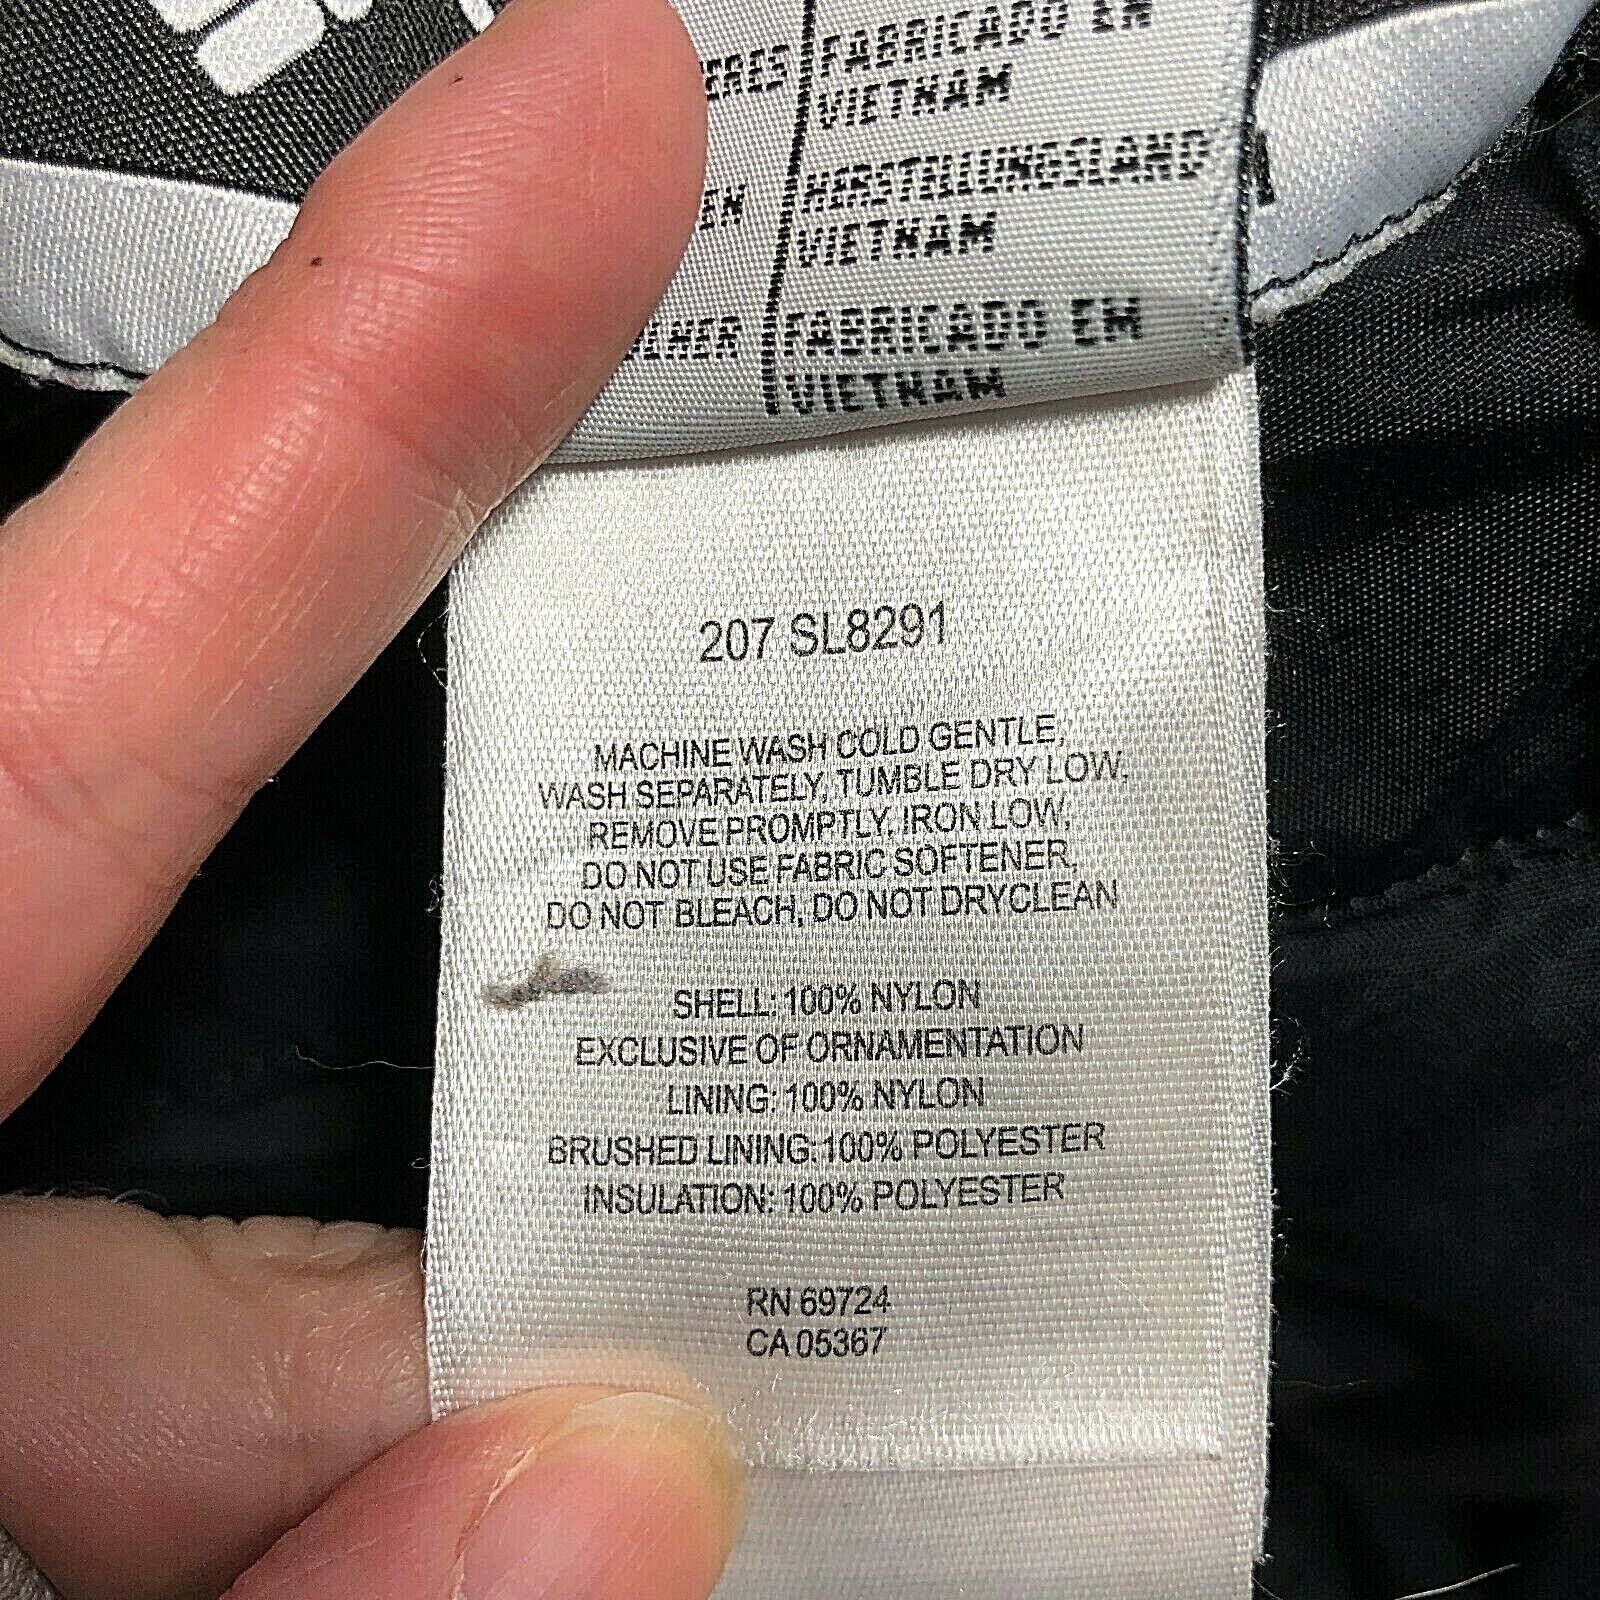 FABRICADO EN
VIETNAM
EN
HERSTELLUNGSLAND
VIETNAM
FABRICADO EM
VIETNAM
207 SL8291
MACHINE WASH COLD GENTLE,
WASH SEPARATELY, TUMBLE DRY LOW,
REMOVE PROMPTLY, IRON LOW,
DO NOT USE FABRIC SOFTENER,
DO NOT BLEACH, DO NOT DRYCLEAN
SHELL: 100% NYLON
EXCLUSIVE OF ORNAMENTATION
LINING: 100% NYLON
BRUSHED LINING: 100% POLYESTER
INSULATION: 100% POLYESTER
RN 69724
CA 05367